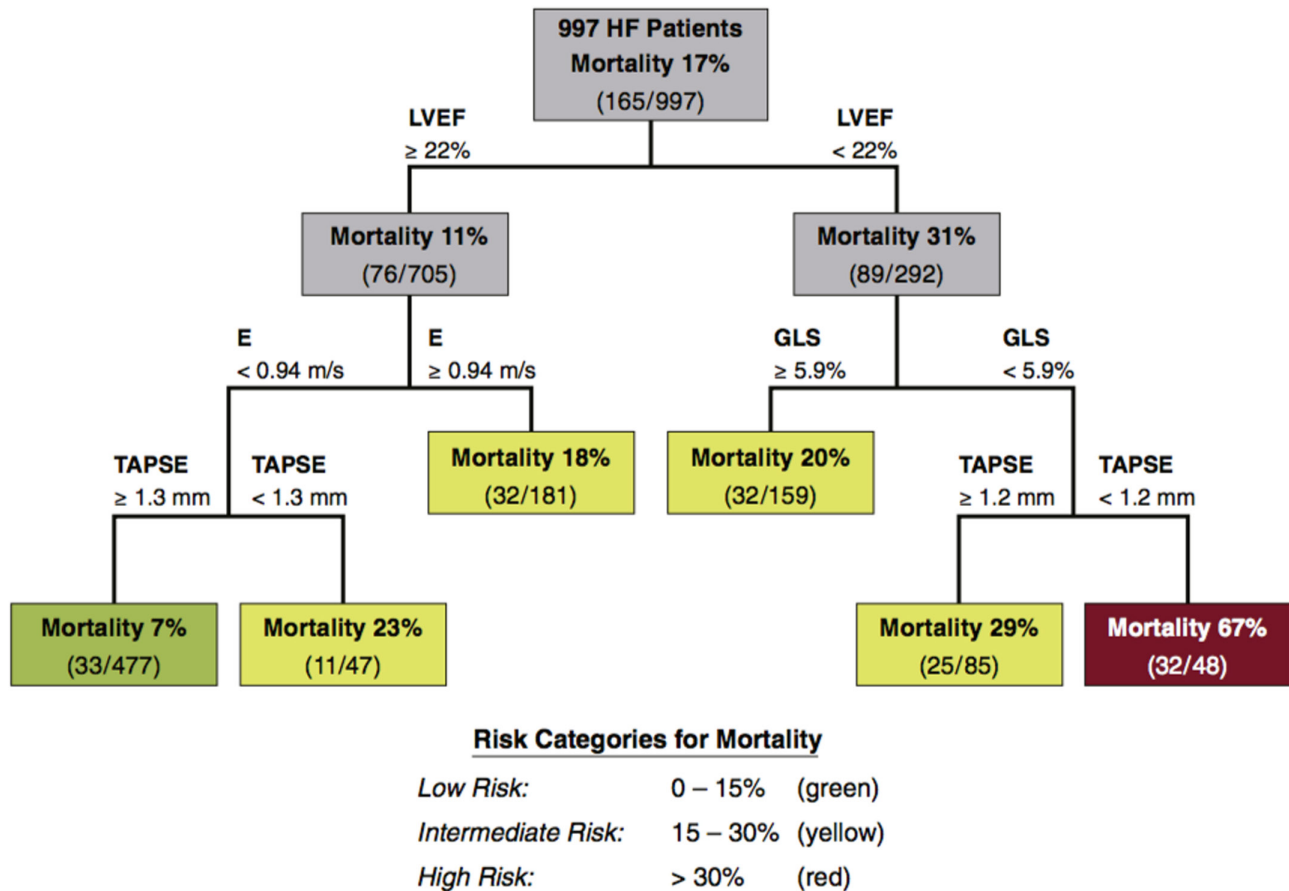 997 HF Patients
Mortality 17%
(165/997)
LVEF
≥ 22%
LVEF
< 22%
Mortality 11%
(76/705)
Mortality 31%
(89/292)
E
< 0.94 m/s
E
≥ 0.94 m/s
GLS
≥ 5.9%
GLS
< 5.9%
Mortality 18%
(32/181)
Mortality 20%
(32/159)
TAPSE
≥ 1.3 mm
TAPSE
< 1.3 mm
TAPSE
≥ 1.2 mm
TAPSE
< 1.2 mm
Mortality 7%
(33/477)
Mortality 23%
(11/47)
Mortality 29%
(25/85)
Mortality 67%
(32/48)
Risk Categories for Mortality
Low Risk: 0 – 15% (green)
Intermediate Risk: 15 – 30% (yellow)
High Risk: > 30% (red)